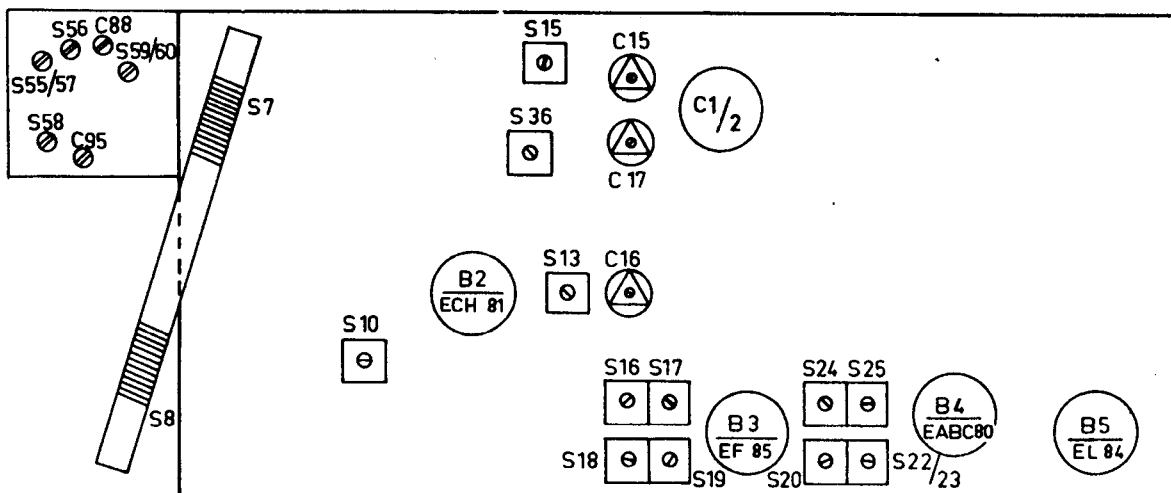 S56 C88
S59/60
S55/57
S58
C95
S7
S8
S15
C15
C1/2
S36
C17
S13
C16
B2
ECH 81
S10
S16 S17
S18
S19
B3
EF 85
S24 S25
S20
S22/23
B4
EABC80
B5
EL 84